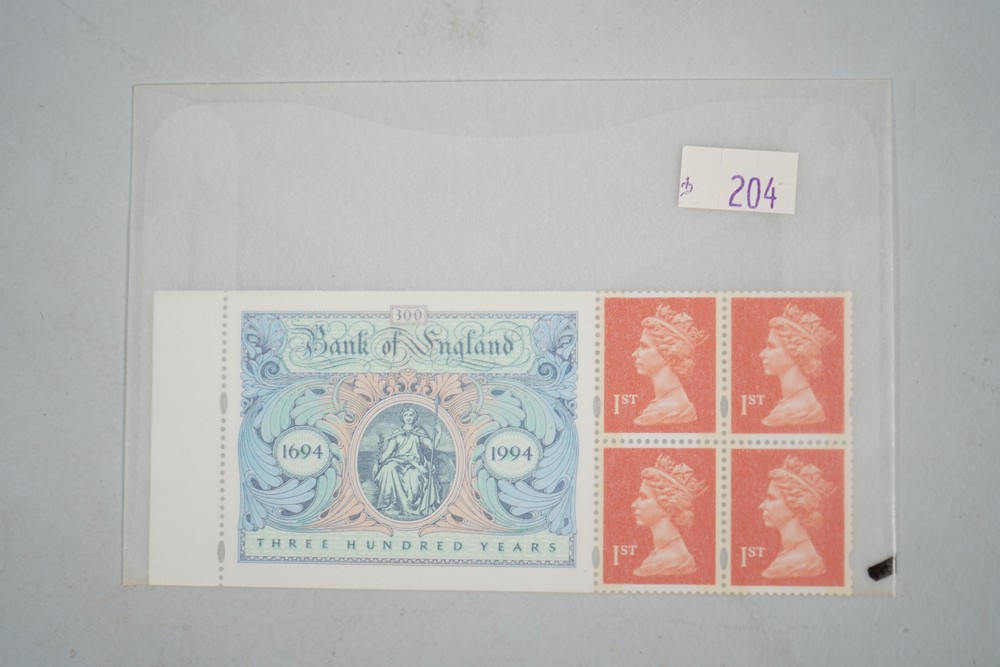 204
300
Bank of England
1694
1994
THREE HUNDRED YEARS
1ST
1ST
1ST
1ST